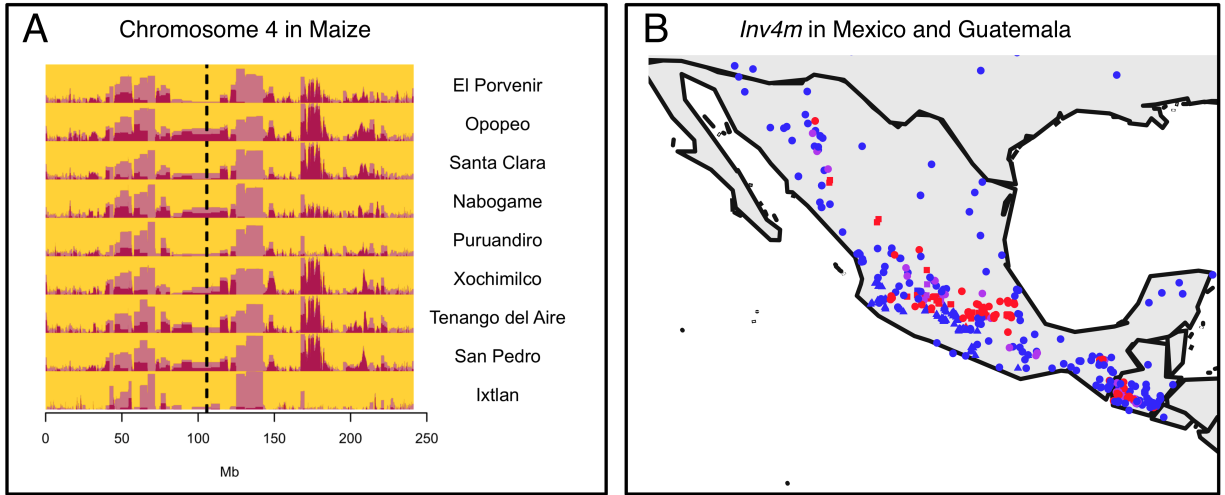 A
Chromosome 4 in Maize
El Porvenir
Opopeo
Santa Clara
Nabogame
Puruandiro
Xochimilco
Tenango del Aire
San Pedro
Ixtlan
0 50 100 150 200 250
Mb
B
Inv4m in Mexico and Guatemala